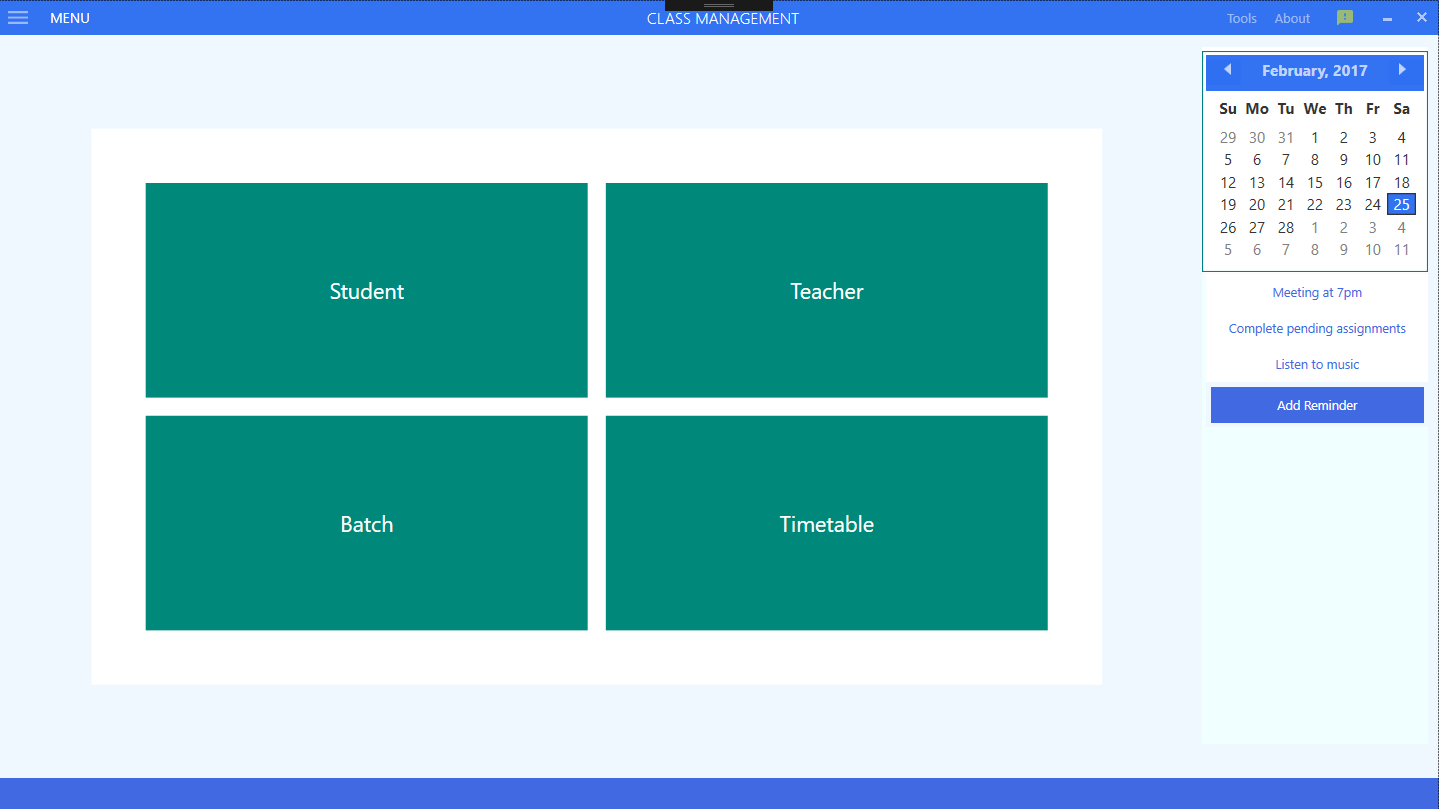 MENU
CLASS MANAGEMENT
Tools About
February, 2017
Su Mo Tu We Th Fr Sa
29 30 31 1 2 3 4
5 6 7 8 9 10 11
12 13 14 15 16 17 18
19 20 21 22 23 24 25
26 27 28 1 2 3 4
5 6 7 8 9 10 11
Meeting at 7pm
Complete pending assignments
Listen to music
Add Reminder
Student
Teacher
Batch
Timetable